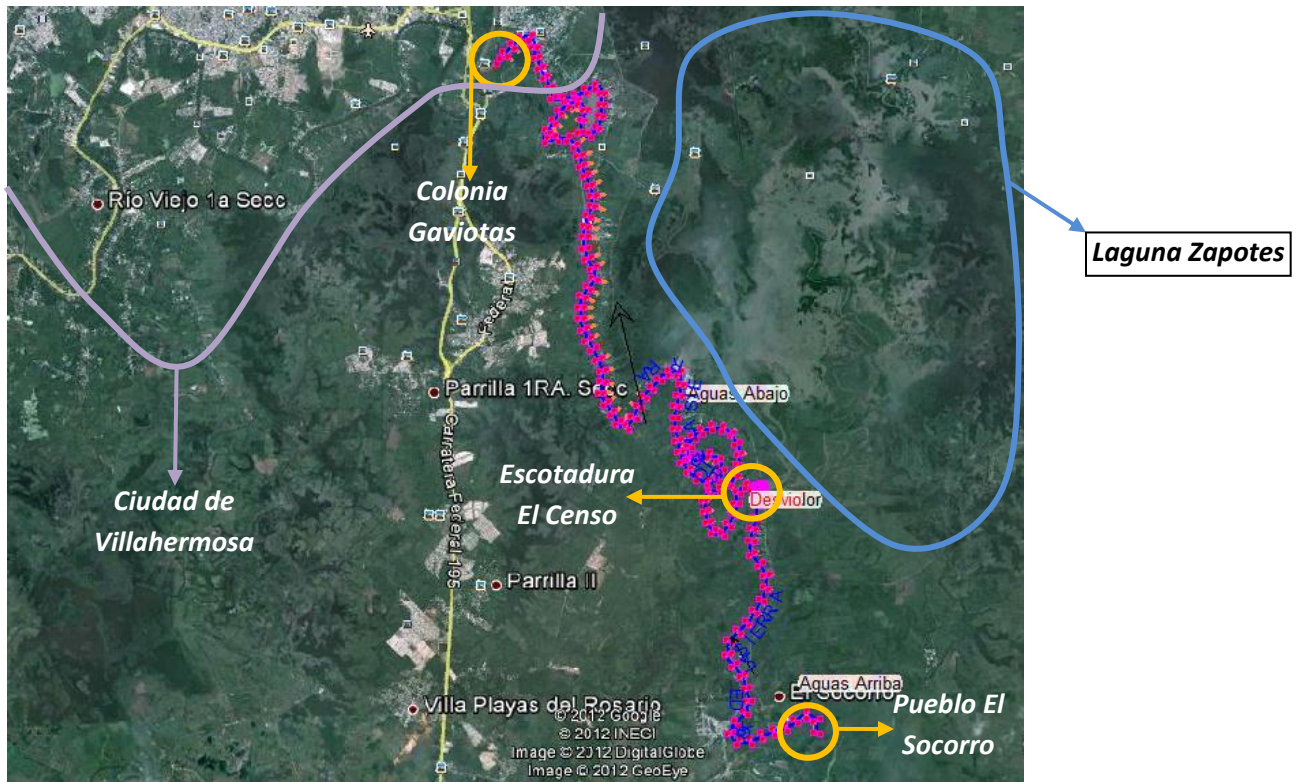 Río Viejo 1a Secc
Colonia
Gaviotas
Laguna Zapotes
Federal
Parrilla 1RA. Secc
Aguas Abajo
Carratera Federal 195
Escotadura
El Censo
Desviolor
Ciudad de
Villahermosa
Parrilla II
SIERRA
Aguas Arriba
El Socorro
Villa Playas del Rosario
Pueblo El
Socorro
© 2012 Google
© 2012 INEGI
Image © 2012 DigitalGlobe
Image © 2012 GeoEye